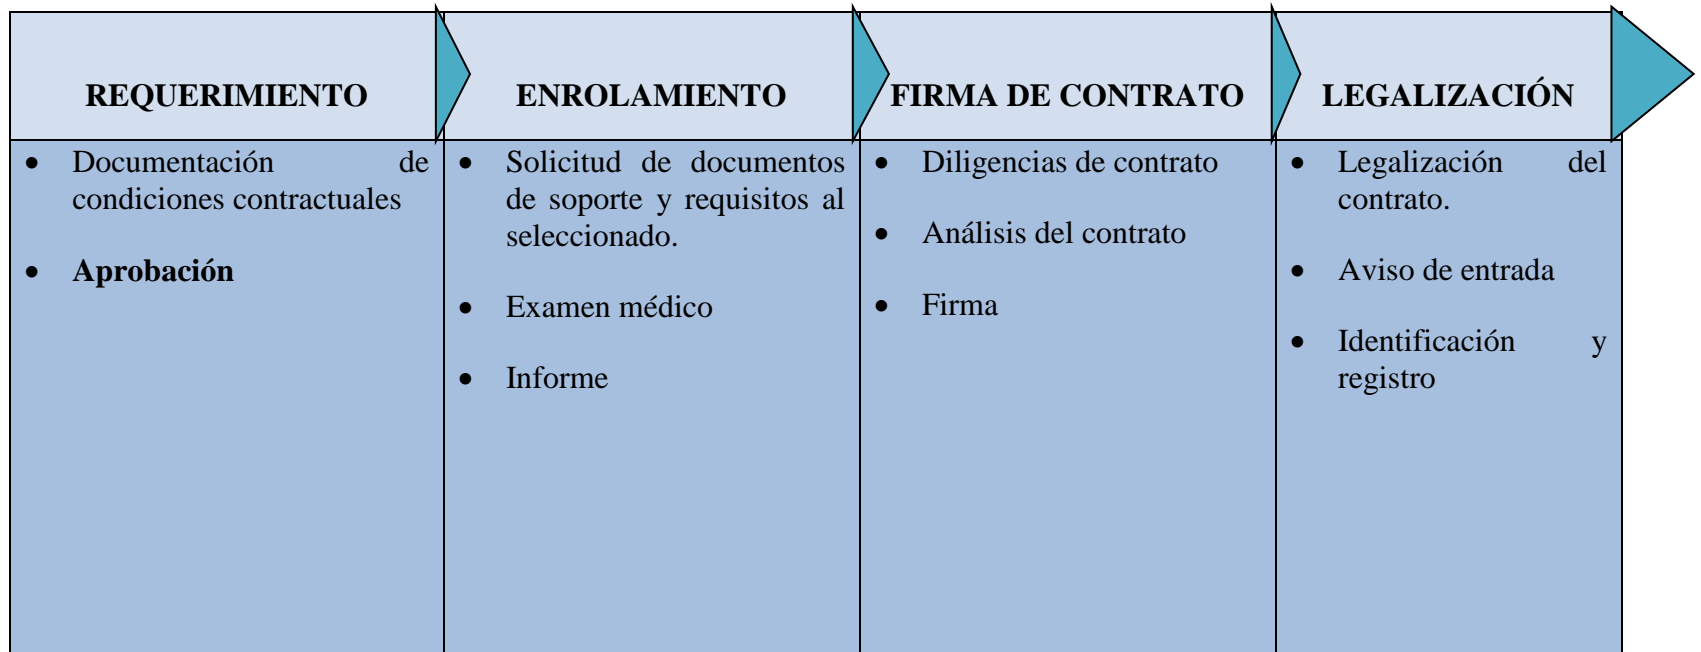 REQUERIMIENTO
ENROLAMIENTO
FIRMA DE CONTRATO
LEGALIZACIÓN
• Documentación de
condiciones contractuales
• Aprobación
• Solicitud de documentos
de soporte y requisitos al
seleccionado.
• Examen médico
• Informe
• Diligencias de contrato
• Análisis del contrato
• Firma
• Legalización del
contrato.
• Aviso de entrada
• Identificación y
registro